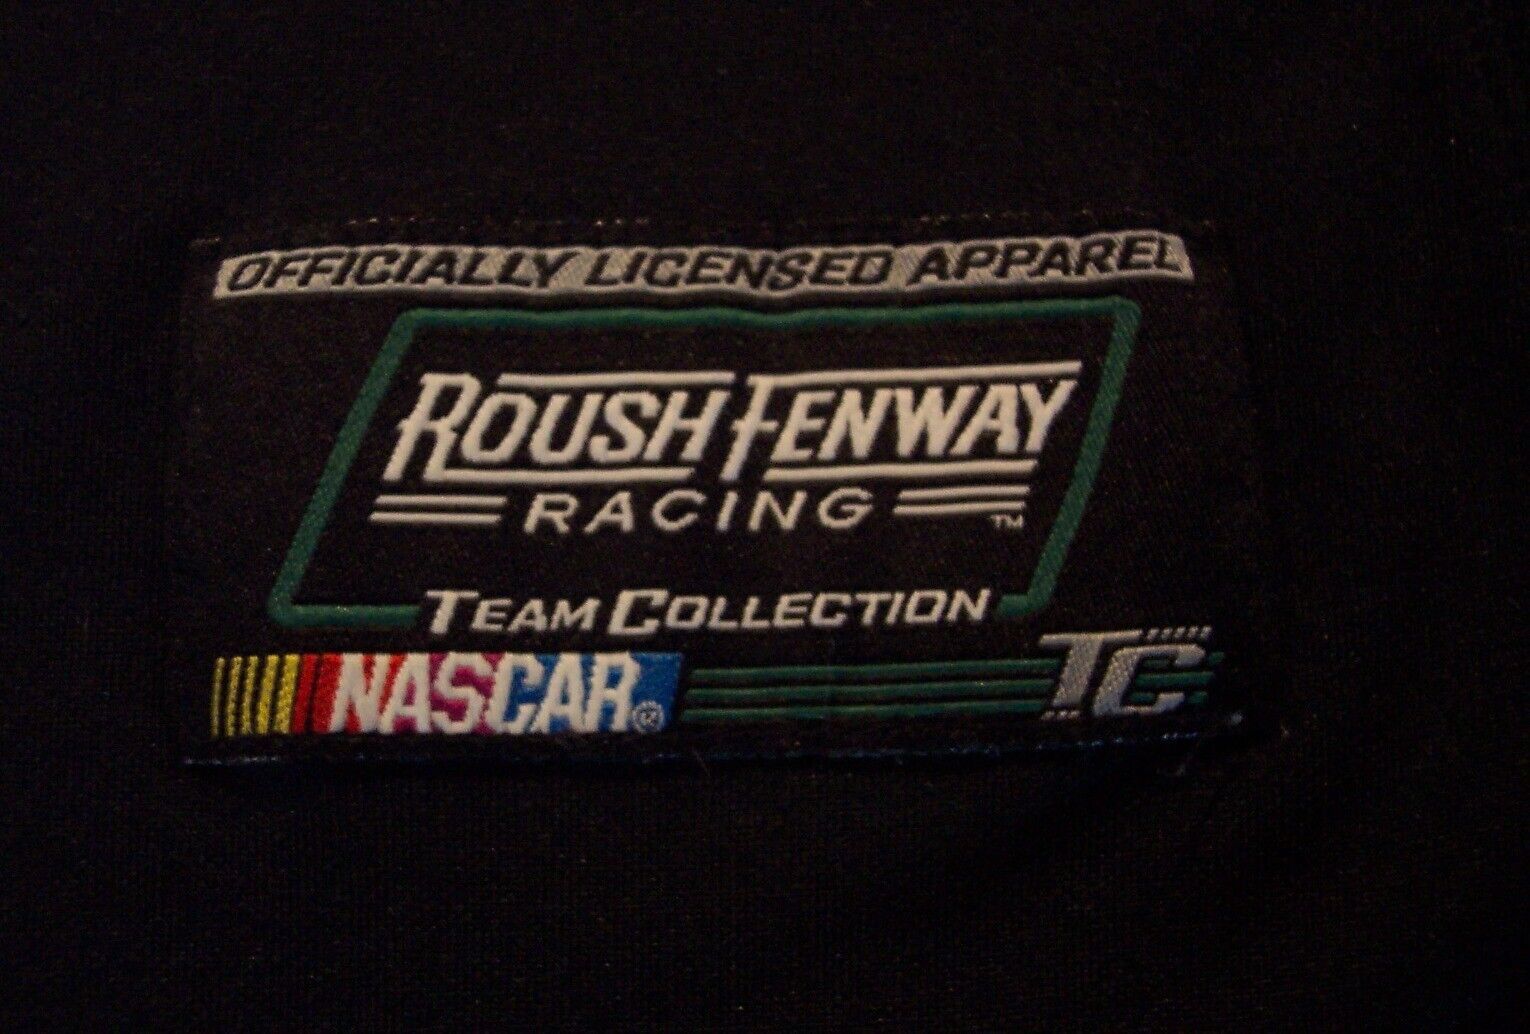 OFFICIALLY LICENSED APPAREL
ROUSH FENWAY
RACING ™
TEAM COLLECTION
NASCAR® TC